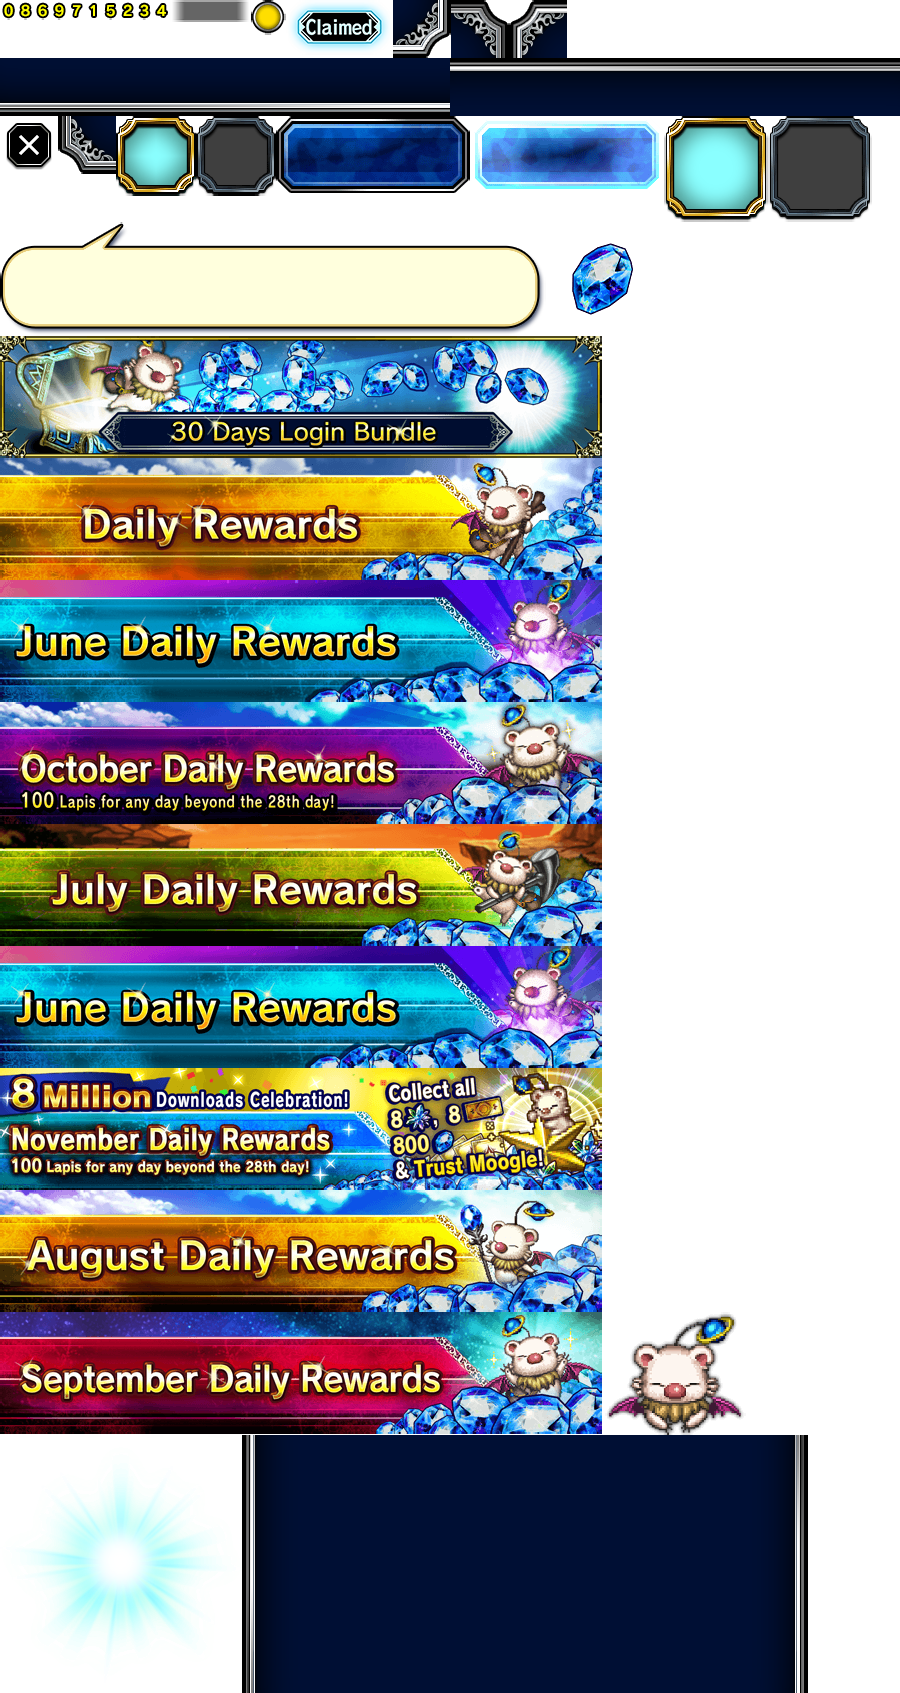 0869715234
Claimed
30 Days Login Bundle
Daily Rewards
June Daily Rewards
October Daily Rewards
100 Lapis for any day beyond the 28th day!
July Daily Rewards
June Daily Rewards
8 Million Downloads Celebration!
November Daily Rewards
100 Lapis for any day beyond the 28th day!
Collect all
8, 8
800
& Trust Moogle!
August Daily Rewards
September Daily Rewards